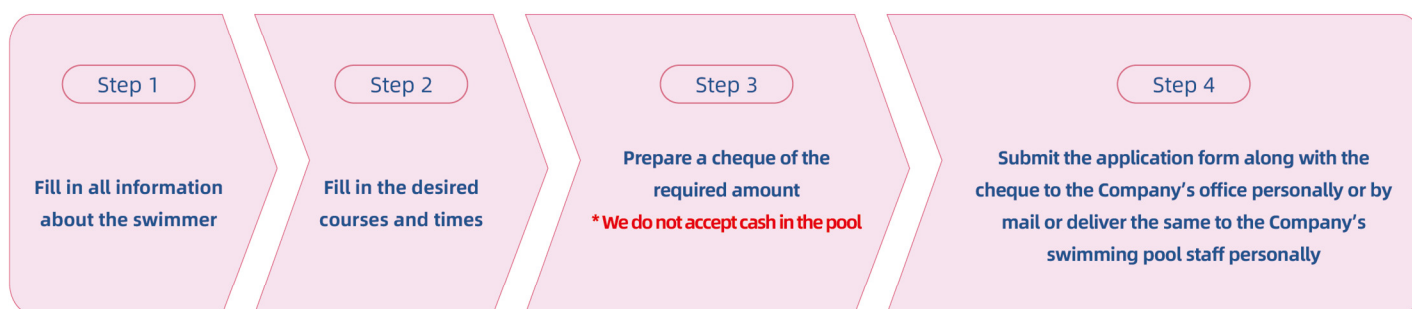 Step 1
Fill in all information
about the swimmer
Step 2
Fill in the desired
courses and times
Step 3
Prepare a cheque of the
required amount
* We do not accept cash in the pool
Step 4
Submit the application form along with the
cheque to the Company's office personally or by
mail or deliver the same to the Company's
swimming pool staff personally